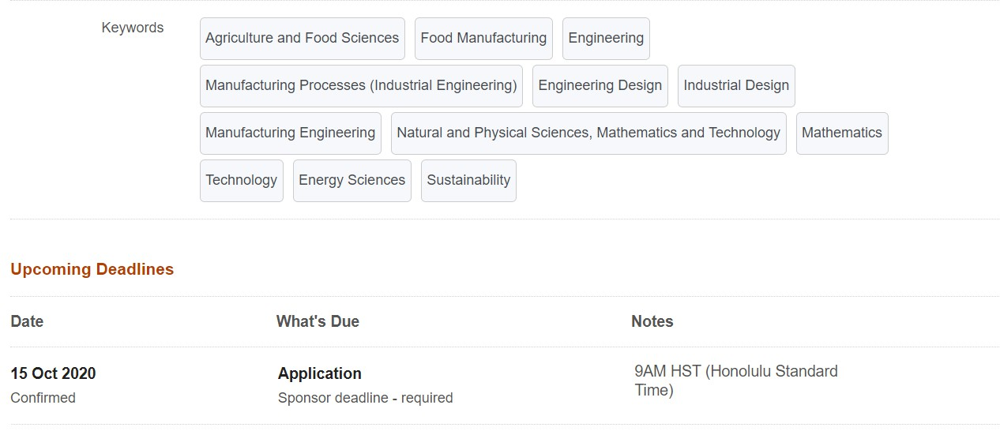 Keywords
Agriculture and Food Sciences Food Manufacturing Engineering
Manufacturing Processes (Industrial Engineering) Engineering Design Industrial Design
Manufacturing Engineering Natural and Physical Sciences, Mathematics and Technology Mathematics
Technology Energy Sciences Sustainability
Upcoming Deadlines
Date What's Due Notes
15 Oct 2020 Application 9AM HST (Honolulu Standard
Confirmed Sponsor deadline - required Time)